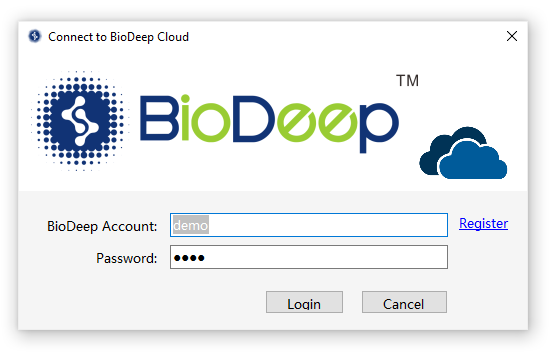 Connect to BioDeep Cloud
BioDeep TM
BioDeep Account: demo Register
Password: ●●●●
Login Cancel